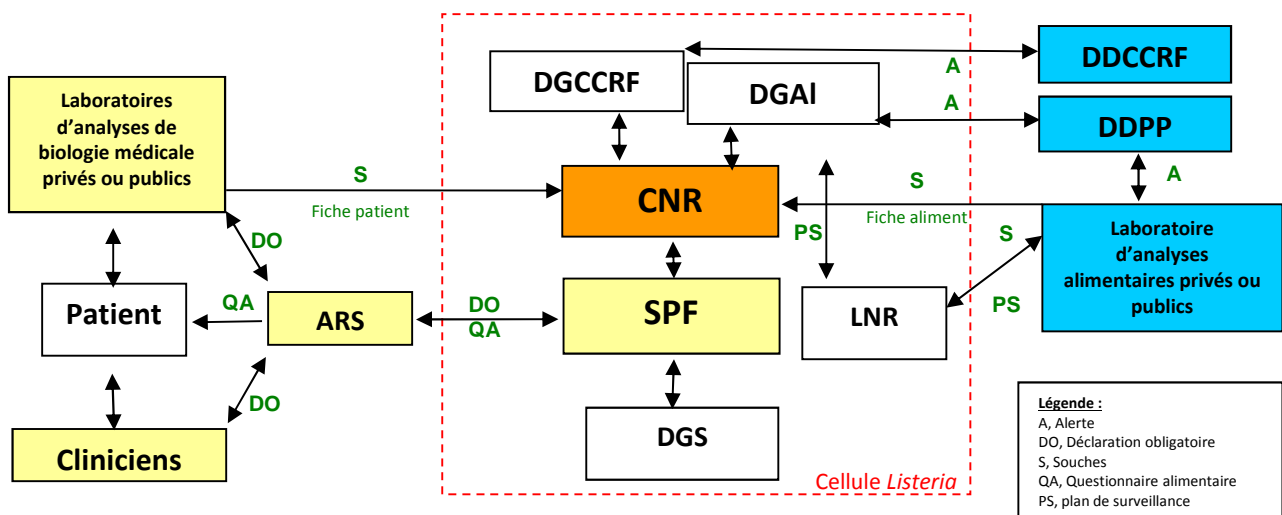 DGCCRF
DGAl
A
DDCCRF
A
DDPP
Laboratoires
d'analyses de
biologie médicale
privés ou publics
S
Fiche patient
CNR
S
Fiche aliment
A
PS
S
PS
Laboratoire
d'analyses
alimentaires privés ou
publics
DO
Patient
QA
ARS
DO
QA
SPF
LNR
DO
Cliniciens
DGS
Cellule Listeria
Légende :
A, Alerte
DO, Déclaration obligatoire
S, Souches
QA, Questionnaire alimentaire
PS, plan de surveillance